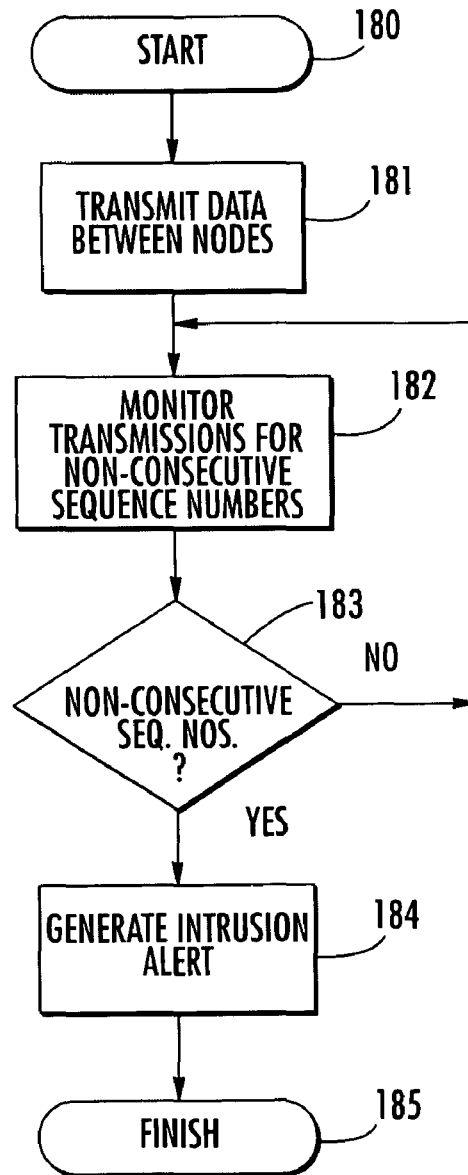 START
180
TRANSMIT DATA
BETWEEN NODES
181
MONITOR
TRANSMISSIONS FOR
NON-CONSECUTIVE
SEQUENCE NUMBERS
182
NON-CONSECUTIVE
SEQ. NOS.
?
183
NO
YES
GENERATE INTRUSION
ALERT
184
FINISH
185